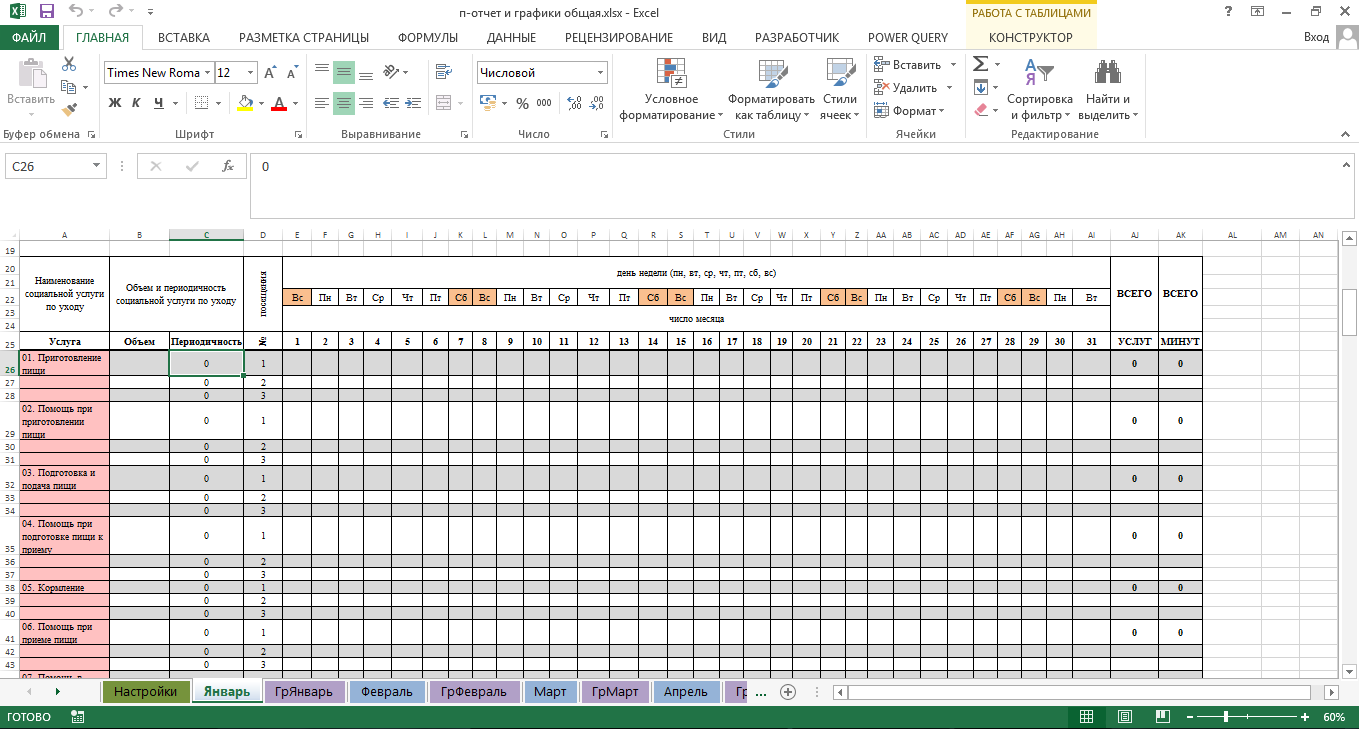 п-отчет и графики общая.xlsx - Excel
РАБОТА С ТАБЛИЦАМИ
ФАЙЛ ГЛАВНАЯ ВСТАВКА РАЗМЕТКА СТРАНИЦЫ ФОРМУЛЫ ДАННЫЕ РЕЦЕНЗИРОВАНИЕ ВИД РАЗРАБОТЧИК POWER QUERY КОНСТРУКТОР Вход
Вставить
Times New Roma 12
Ж К Ч
Числовой
% 000
Условное форматирование
Форматировать как таблицу
Стили ячеек
Вставить
Удалить
Формат
Сортировка и фильтр
Найти и выделить
Буфер обмена Шрифт Выравнивание Число Стили Ячейки Редактирование
C26 fx 0
A B C D E F G H I J K L M N O P Q R S T U V W X Y Z AA AB AC AD AE AF AG AH AI AJ AK AL AM AN
19
20 день недели (пн, вт, ср, чт, пт, сб, вс)
21 Наименование социальной услуги по уходу Объем и периодичность социальной услуги по уходу посещения ВСЕГО ВСЕГО
22 Вс Пн Вт Ср Чт Пт Сб Вс Пн Вт Ср Чт Пт Сб Вс Пн Вт Ср Чт Пт Сб Вс Пн Вт Ср Чт Пт Сб Вс Пн Вт
23
24 число месяца
25 Услуга Объем Периодичность № 1 2 3 4 5 6 7 8 9 10 11 12 13 14 15 16 17 18 19 20 21 22 23 24 25 26 27 28 29 30 31 УСЛУГ МИНУТ
26 01. Приготовление пищи 0 1 0 0
27 0 2
28 0 3
29 02. Помощь при приготовлении пищи 0 1 0 0
30 0 2
31 0 3
32 03. Подготовка и подача пищи 0 1 0 0
33 0 2
34 0 3
35 04. Помощь при подготовке пищи к приему 0 1 0 0
36 0 2
37 0 3
38 05. Кормление 0 1 0 0
39 0 2
40 0 3
41 06. Помощь при приеме пищи 0 1 0 0
42 0 2
43 0 3
07. Помощь в
Настройки Январь ГрЯнварь Февраль ГрФевраль Март ГрМарт Апрель Гр ...
ГОТОВО 60%